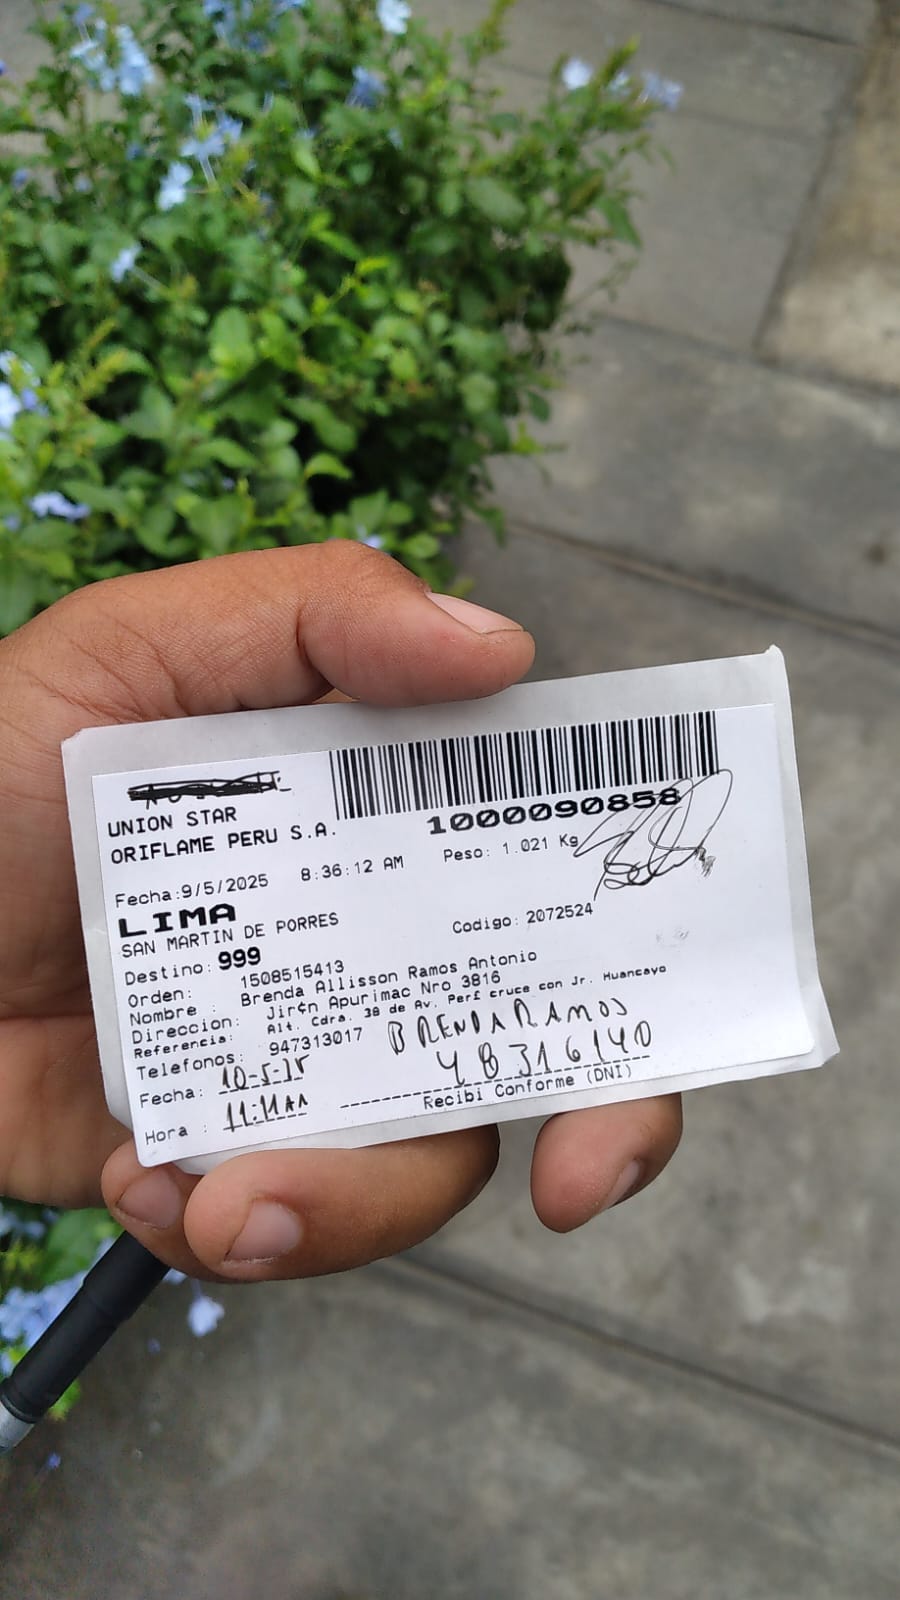 UNION STAR
ORIFLAME PERU S.A.
1000090858
Fecha:9/5/2025 8:36:12 AM Peso: 1.021 Kg
LIMA
SAN MARTIN DE PORRES
Codigo: 2072524
Destino: 999
Orden: 1508515413
Nombre : Brenda Allisson Ramos Antonio
Direccion: Jir¢n Apurimac Nro 3816
Referencia: Alt. Cdra. 38 de Av. Per£ cruce con Jr. Huancayo
Telefonos: 947313017
BRENDA RAMOS
Fecha: 10-5-25
48316140
Hora : 11:11AM
Recibi Conforme (DNI)